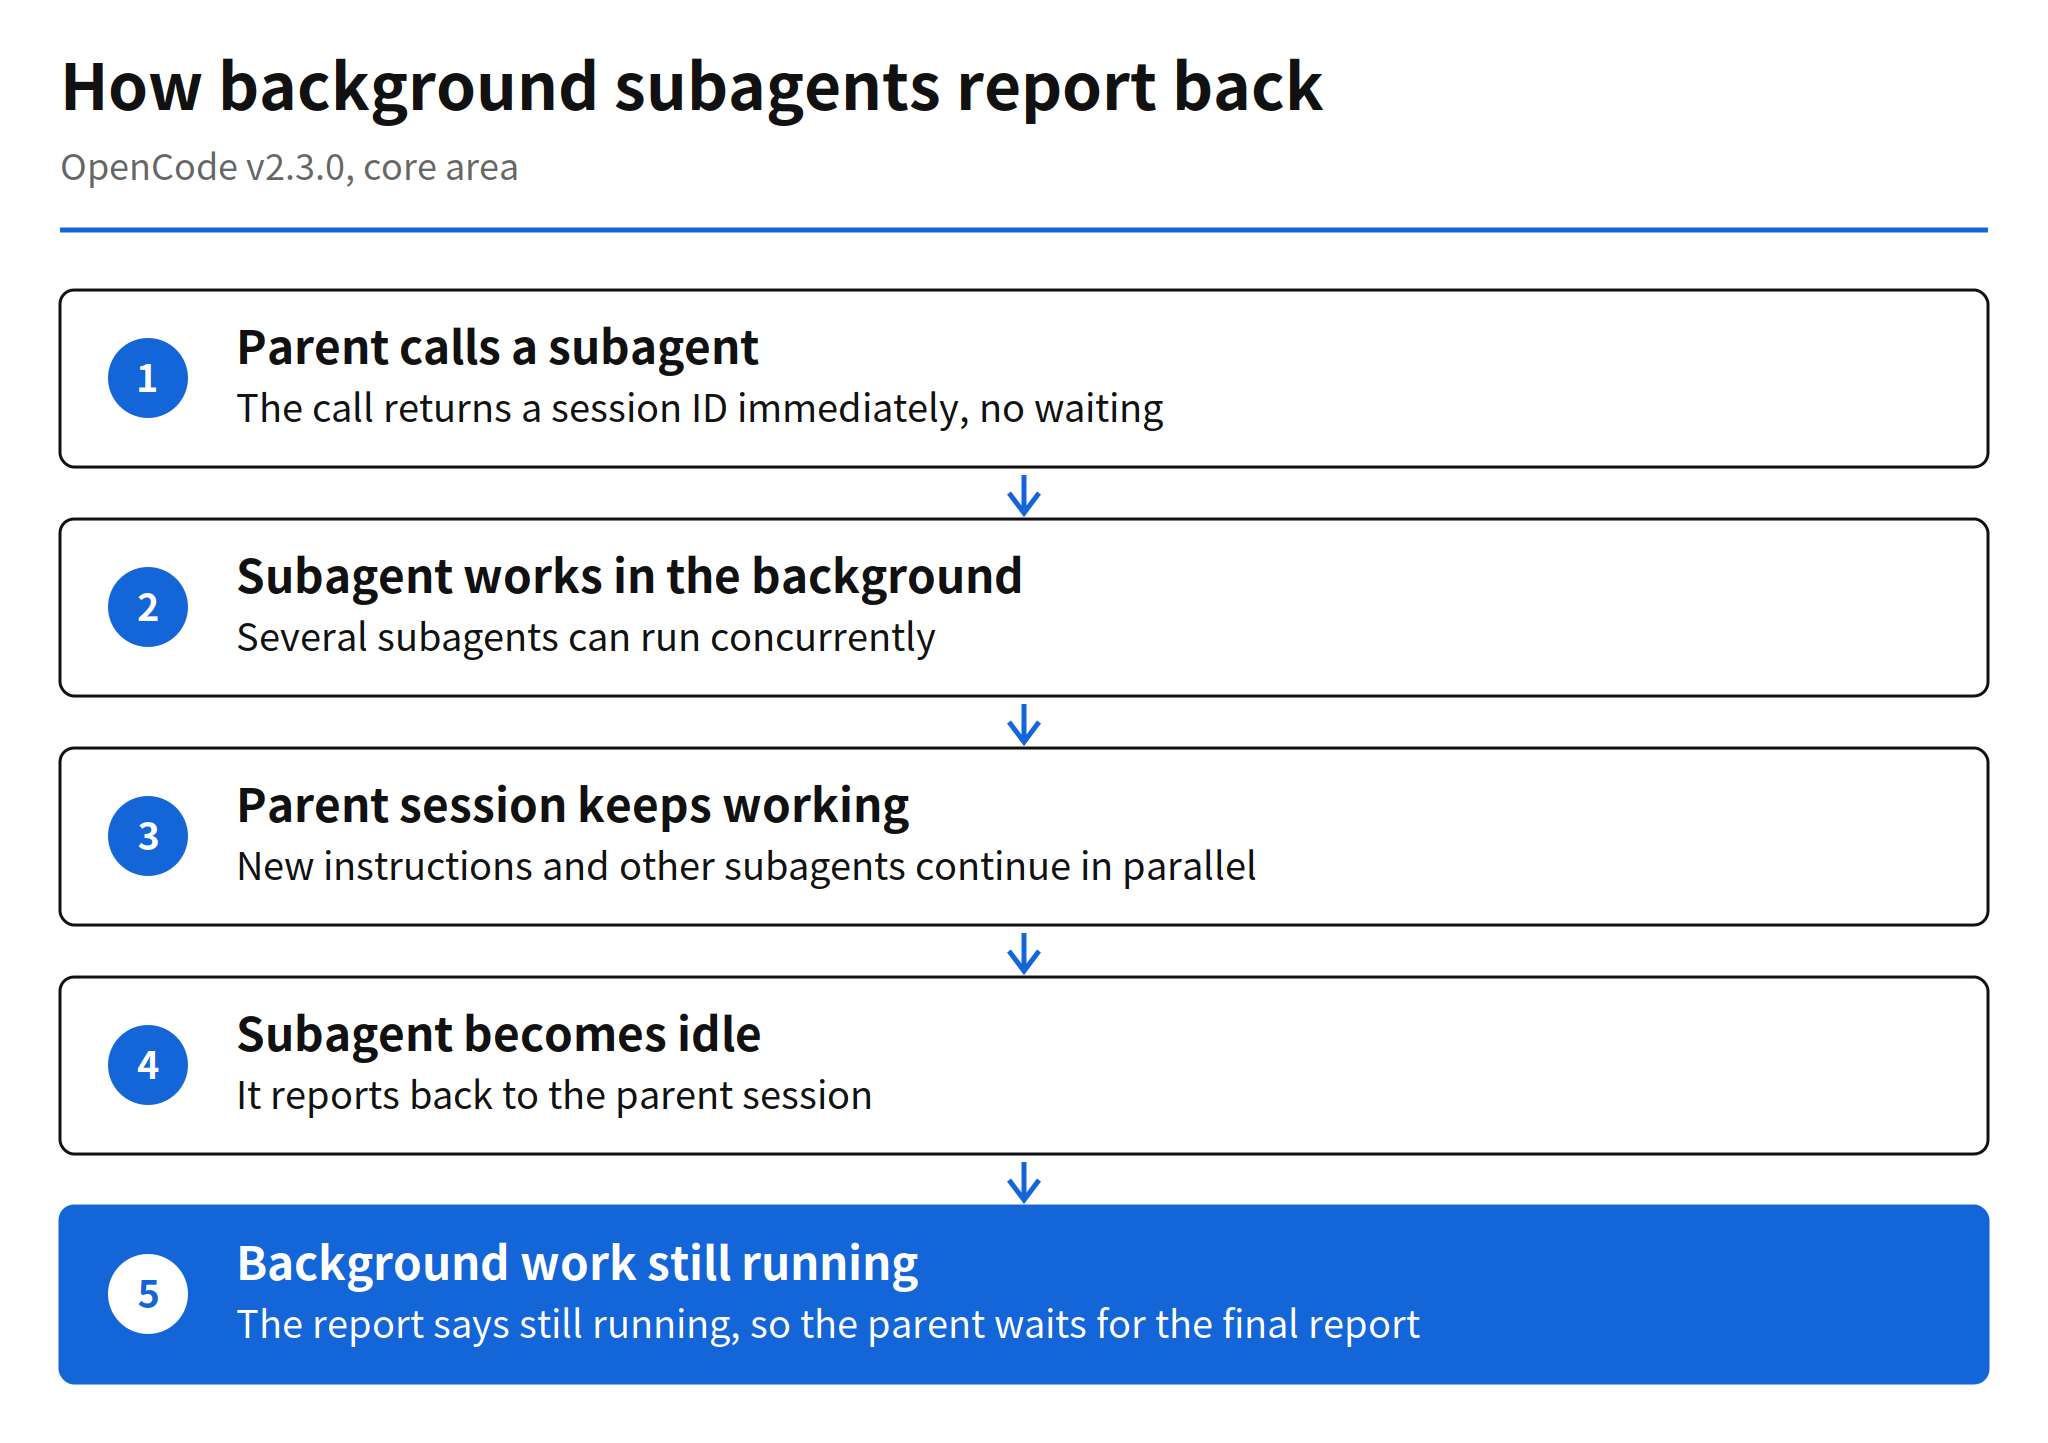 How background subagents report back
OpenCode v2.3.0, core area
1
Parent calls a subagent
The call returns a session ID immediately, no waiting
2
Subagent works in the background
Several subagents can run concurrently
3
Parent session keeps working
New instructions and other subagents continue in parallel
4
Subagent becomes idle
It reports back to the parent session
5
Background work still running
The report says still running, so the parent waits for the final report